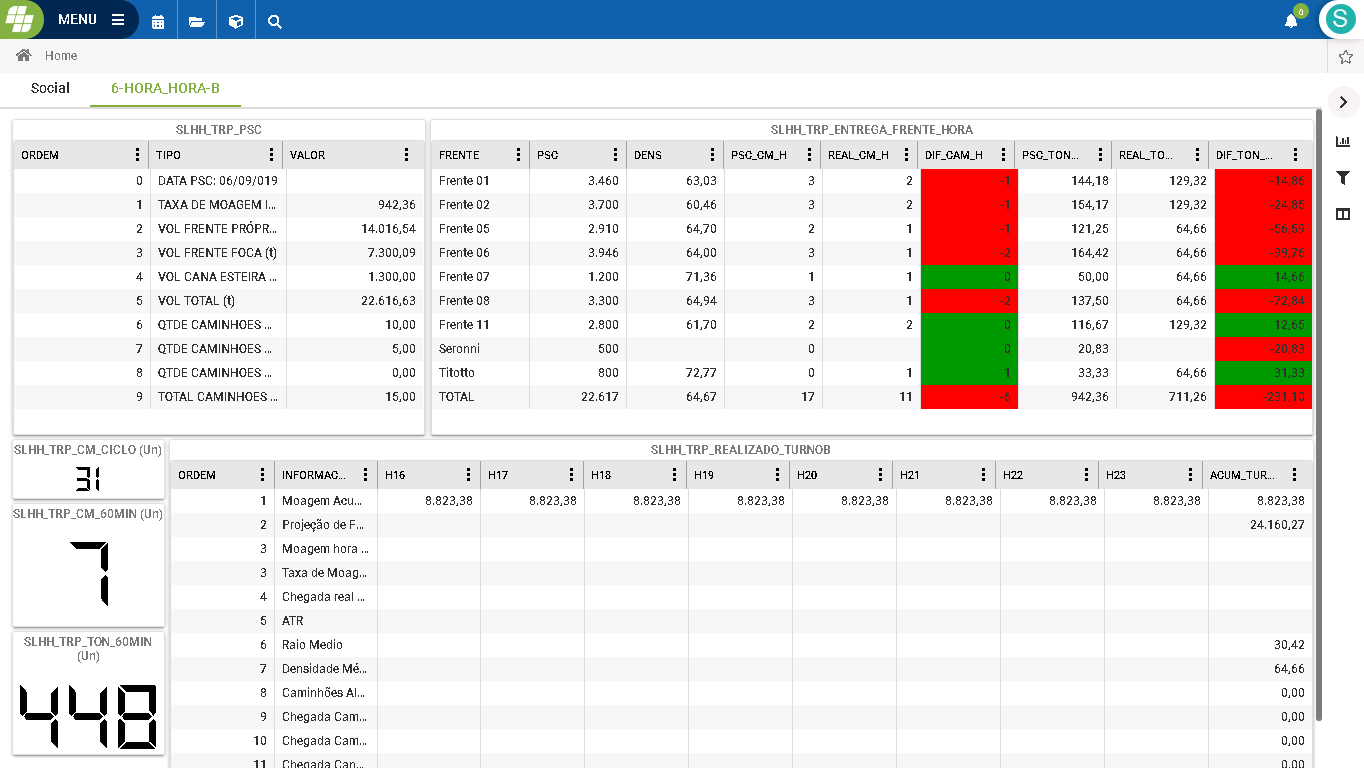 MENU
0
S
Home
Social 6-HORA_HORA-B
SLHH_TRP_PSC
ORDEM TIPO VALOR
0 DATA PSC: 06/09/019
1 TAXA DE MOAGEM I... 942,36
2 VOL FRENTE PRÓPR... 14.016,54
3 VOL FRENTE FOCA (t) 7.300,09
4 VOL CANA ESTEIRA ... 1.300,00
5 VOL TOTAL (t) 22.616,63
6 QTDE CAMINHOES ... 10,00
7 QTDE CAMINHOES ... 5,00
8 QTDE CAMINHOES ... 0,00
9 TOTAL CAMINHOES ... 15,00
SLHH_TRP_ENTREGA_FRENTE_HORA
FRENTE PSC DENS PSC_CM_H REAL_CM_H DIF_CAM_H PSC_TON... REAL_TO... DIF_TON_...
Frente 01 3.460 63,03 3 2 -1 144,18 129,32 -14,86
Frente 02 3.700 60,46 3 2 -1 154,17 129,32 -24,85
Frente 05 2.910 64,70 2 1 -1 121,25 64,66 -56,59
Frente 06 3.946 64,00 3 1 -2 164,42 64,66 -99,76
Frente 07 1.200 71,36 1 1 0 50,00 64,66 14,66
Frente 08 3.300 64,94 3 1 -2 137,50 64,66 -72,84
Frente 11 2.800 61,70 2 2 0 116,67 129,32 12,65
Seronni 500 0 0 20,83 -20,83
Titotto 800 72,77 0 1 1 33,33 64,66 31,33
TOTAL 22.617 64,67 17 11 -6 942,36 711,26 -231,10
SLHH_TRP_CM_CICLO (Un)
31
SLHH_TRP_CM_60MIN (Un)
7
SLHH_TRP_TON_60MIN
(Un)
448
SLHH_TRP_REALIZADO_TURNOB
ORDEM INFORMAC... H16 H17 H18 H19 H20 H21 H22 H23 ACUM_TUR...
1 Moagem Acu... 8.823,38 8.823,38 8.823,38 8.823,38 8.823,38 8.823,38 8.823,38 8.823,38 8.823,38
2 Projeção de F... 24.160,27
3 Moagem hora ...
3 Taxa de Moag...
4 Chegada real ...
5 ATR
6 Raio Medio 30,42
7 Densidade Mé... 64,66
8 Caminhões Al... 0,00
9 Chegada Cam... 0,00
10 Chegada Cam... 0,00
11 Chegada Can... 0,00